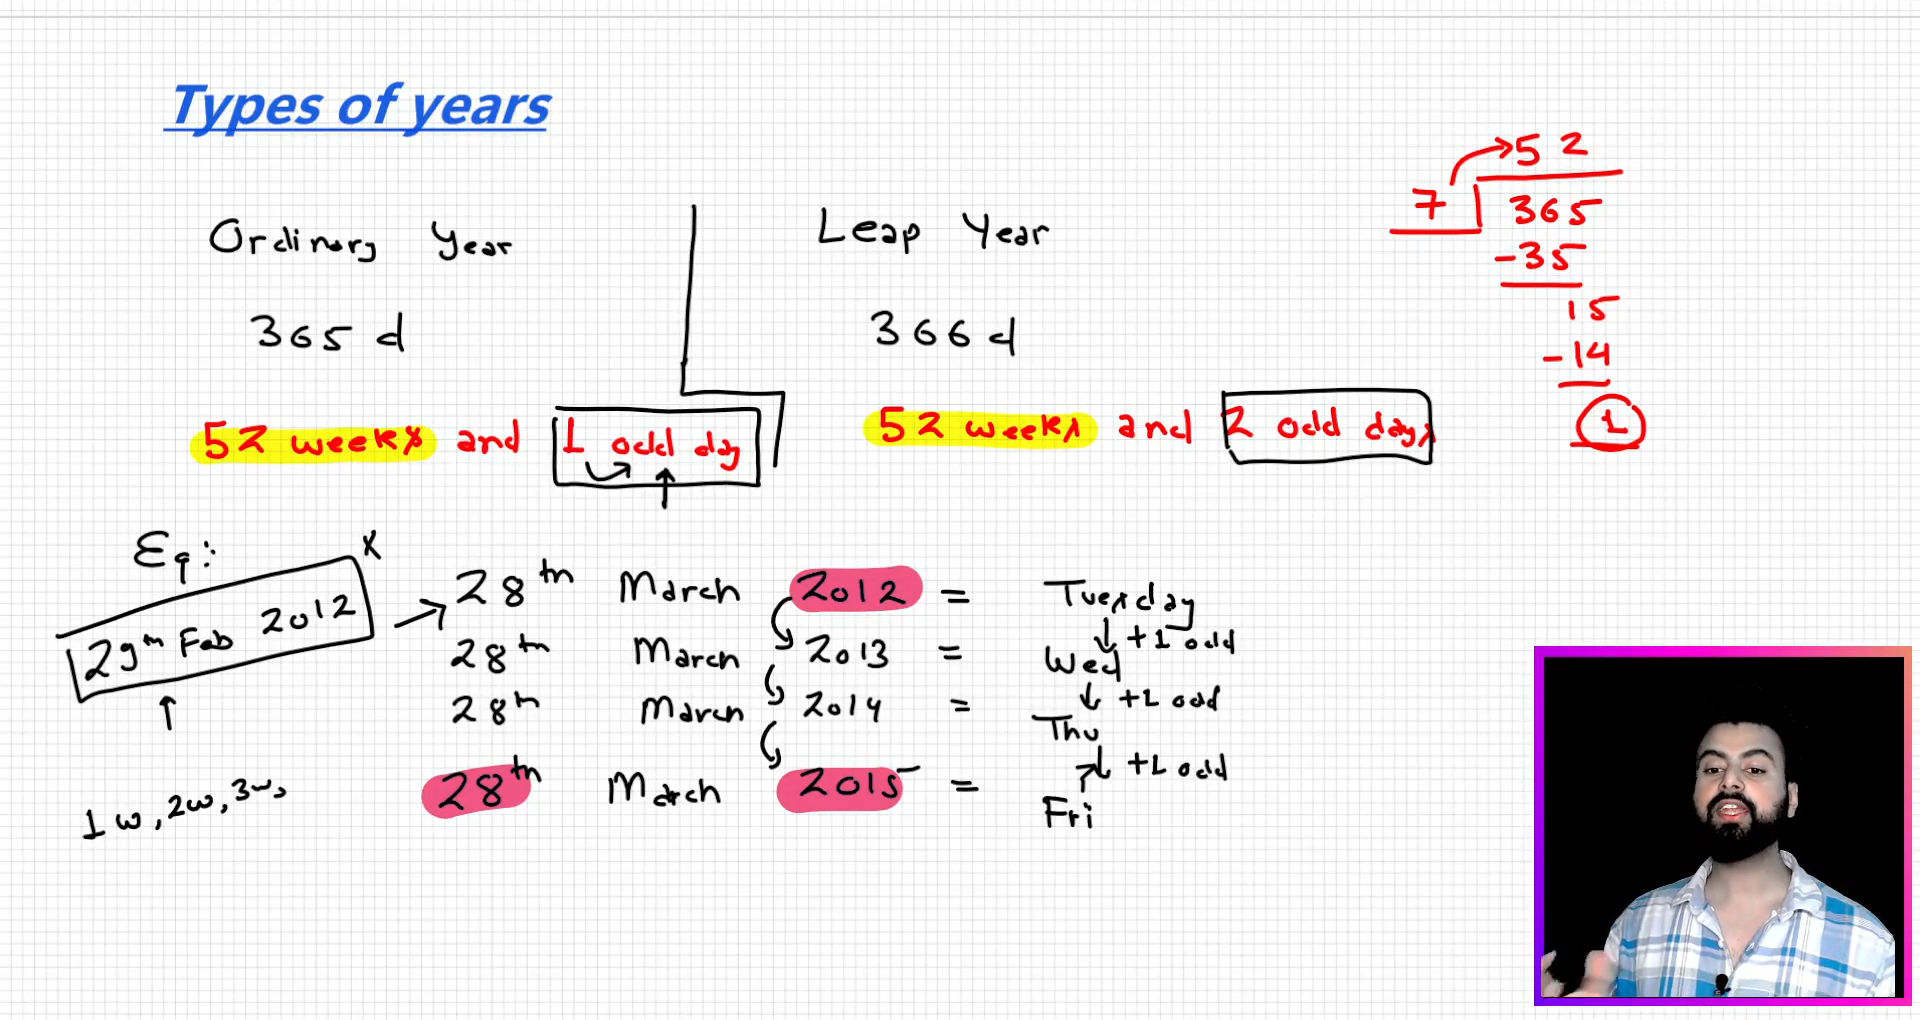 Types of years
Ordinary Year
Leap Year
365 d
366 d
52 weeks and 1 odd day
52 weeks and 2 odd days
52
7 365
-35
15
-14
1
Eg:
x
29th Feb 2012
28th March 2012 = Tuesday
+1 odd
28th March 2013 = Wed
+1 odd
28th March 2014 = Thu
+1 odd
28th March 2015 = Fri
1w, 2w, 3w,